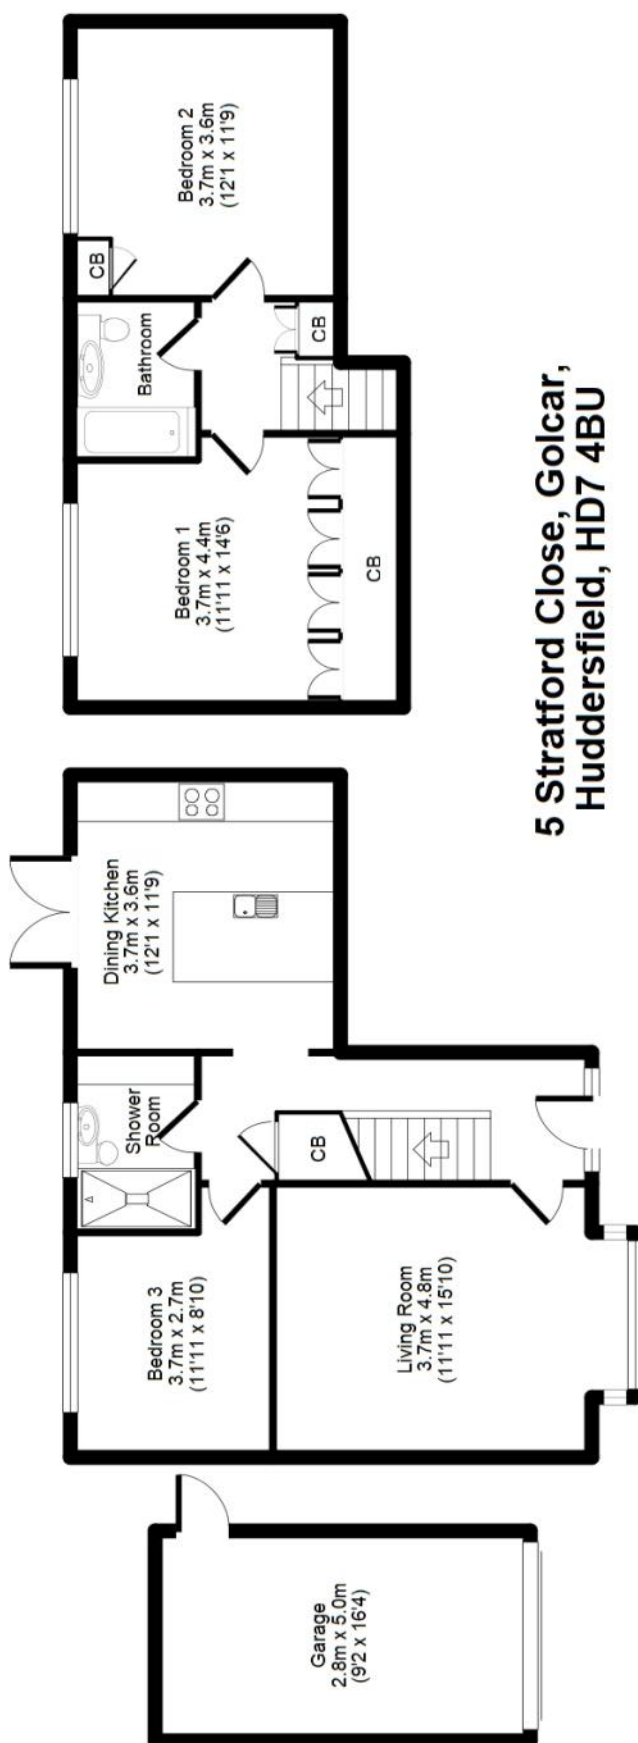 Garage
2.8m x 5.0m
(9'2 x 16'4)
Bedroom 3
3.7m x 2.7m
(11'11 x 8'10)
Shower
Room
Dining Kitchen
3.7m x 3.6m
(12'1 x 11'9)
CB
Living Room
3.7m x 4.8m
(11'11 x 15'10)
Bedroom 1
3.7m x 4.4m
(11'11 x 14'6)
CB
Bathroom
CB
CB
Bedroom 2
3.7m x 3.6m
(12'1 x 11'9)
5 Stratford Close, Golcar,
Huddersfield, HD7 4BU